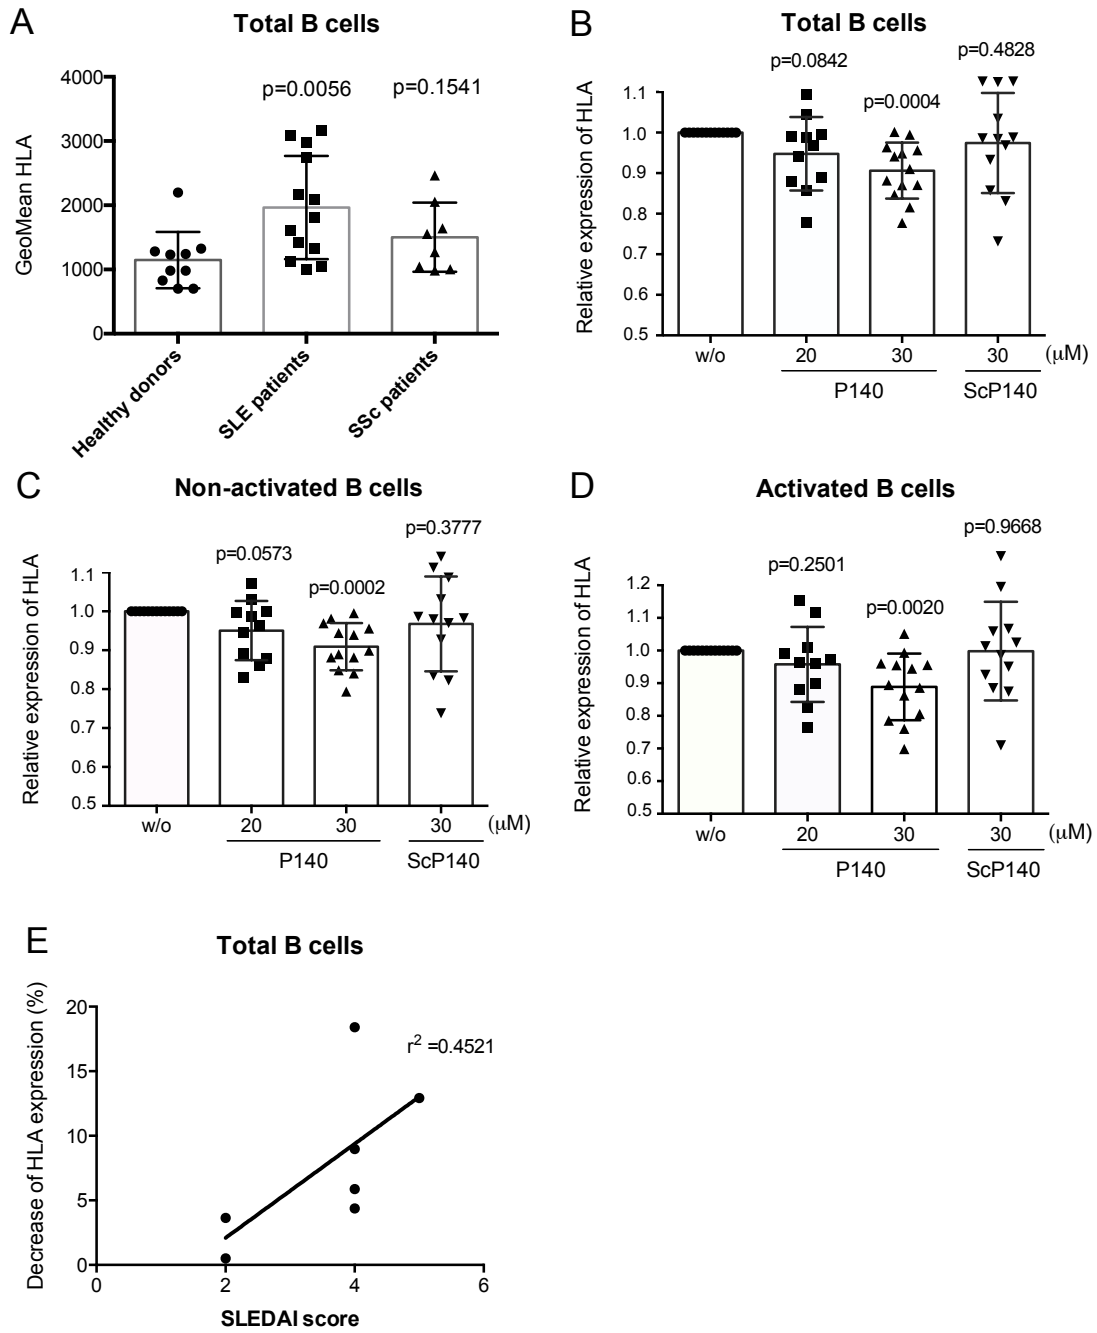 A
Total B cells
GeoMean HLA
4000
3000
2000
1000
0
p=0.0056
p=0.1541
Healthy donors
SLE patients
SSc patients
B
Total B cells
Relative expression of HLA
1.1
1.0
0.9
0.8
0.7
0.6
0.5
p=0.0842
p=0.0004
p=0.4828
w/o
20
30
30
(μM)
P140
ScP140
C
Non-activated B cells
Relative expression of HLA
1.1
1.0
0.9
0.8
0.7
0.6
0.5
p=0.0573
p=0.0002
p=0.3777
w/o
20
30
30
(μM)
P140
ScP140
D
Activated B cells
Relative expression of HLA
1.2
1.1
1.0
0.9
0.8
0.7
0.6
0.5
p=0.2501
p=0.0020
p=0.9668
w/o
20
30
30
(μM)
P140
ScP140
E
Total B cells
Decrease of HLA expression (%)
20
15
10
5
0
r² =0.4521
0
2
4
6
SLEDAI score